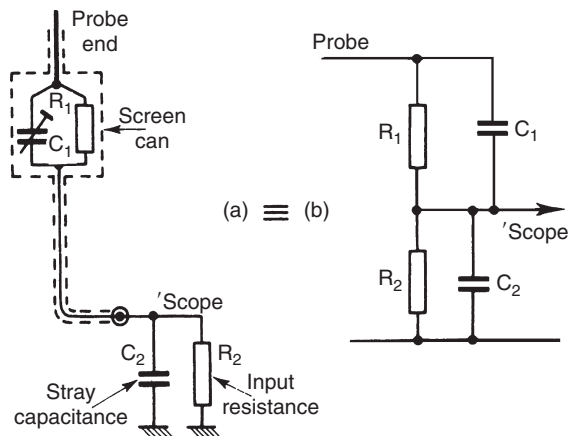 Probe
end
R₁
C₁
Screen
can
(a) ≡ (b)
'Scope
C₂
R₂
Stray
capacitance
Input
resistance
Probe
R₁
C₁
'Scope
R₂
C₂